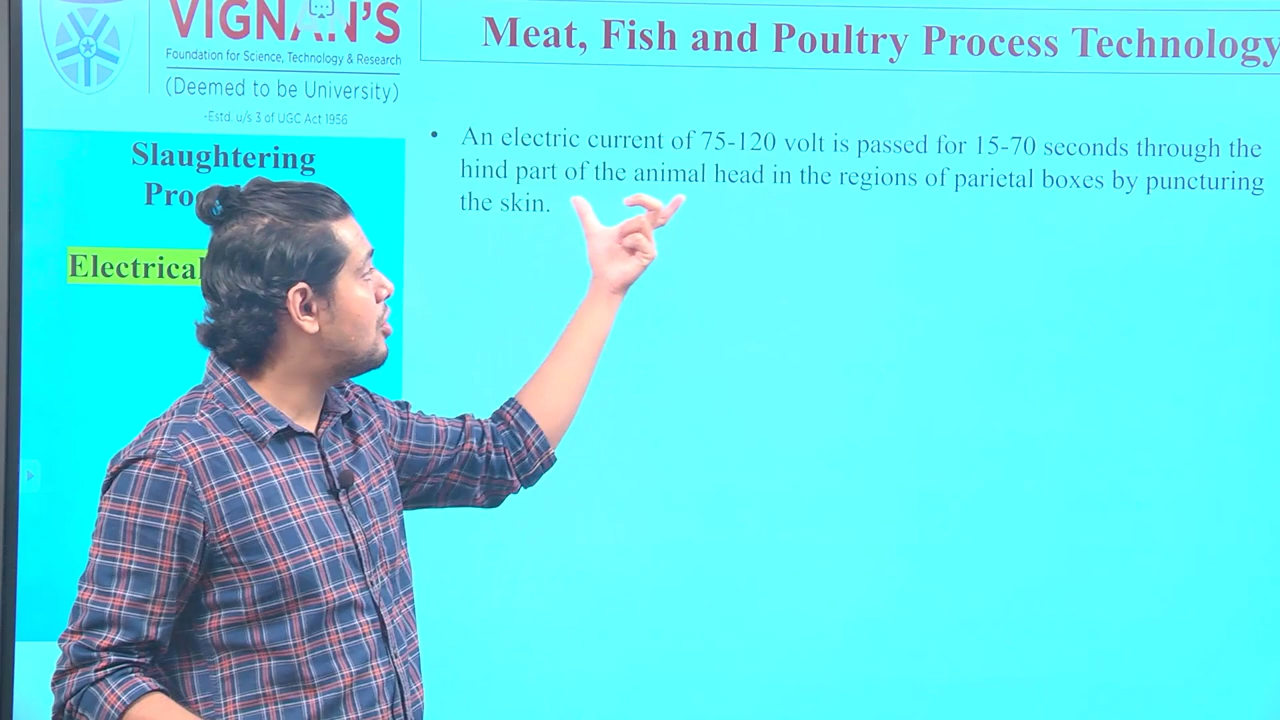 VIGNAN'S
Foundation for Science, Technology & Research
(Deemed to be University)
-Estd. u/s 3 of UGC Act 1956
Meat, Fish and Poultry Process Technology
Slaughtering
Electrical
• An electric current of 75-120 volt is passed for 15-70 seconds through the
hind part of the animal head in the regions of parietal boxes by puncturing
the skin.